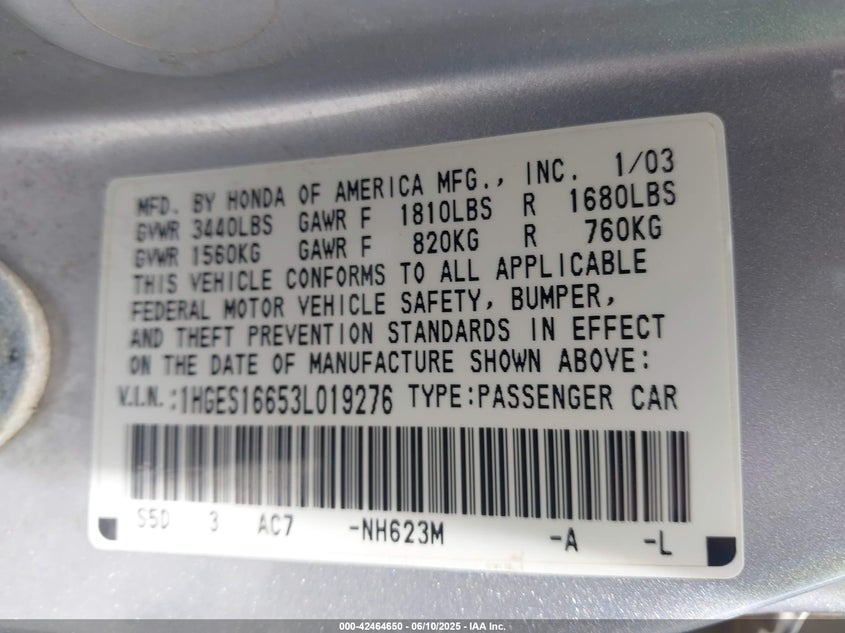 MFD. BY HONDA OF AMERICA MFG., INC. 1/03
GVWR 3440LBS GAWR F 1810LBS R 1680LBS
GVWR 1560KG GAWR F 820KG R 760KG
THIS VEHICLE CONFORMS TO ALL APPLICABLE
FEDERAL MOTOR VEHICLE SAFETY, BUMPER,
AND THEFT PREVENTION STANDARDS IN EFFECT
ON THE DATE OF MANUFACTURE SHOWN ABOVE:
V.I.N.:1HGES16653L019276 TYPE:PASSENGER CAR
S5D 3 AC7 -NH623M -A -L
000-42464650 - 06/10/2025 - IAA Inc.